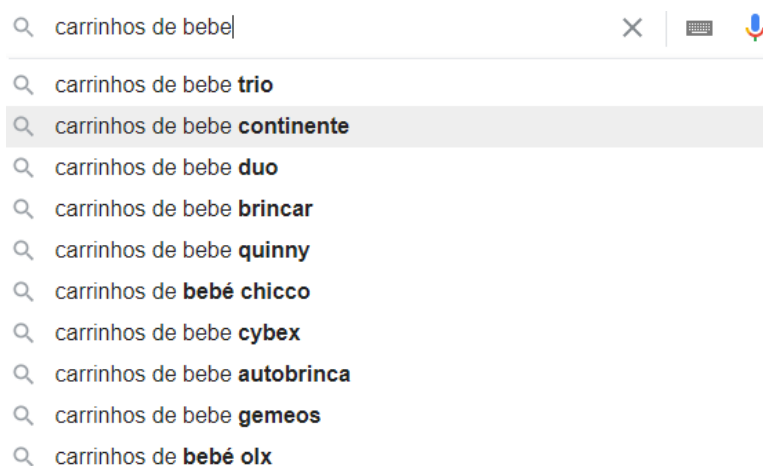 carrinhos de bebe
carrinhos de bebe trio
carrinhos de bebe continente
carrinhos de bebe duo
carrinhos de bebe brincar
carrinhos de bebe quinny
carrinhos de bebé chicco
carrinhos de bebe cybex
carrinhos de bebe autobrinca
carrinhos de bebe gemeos
carrinhos de bebé olx